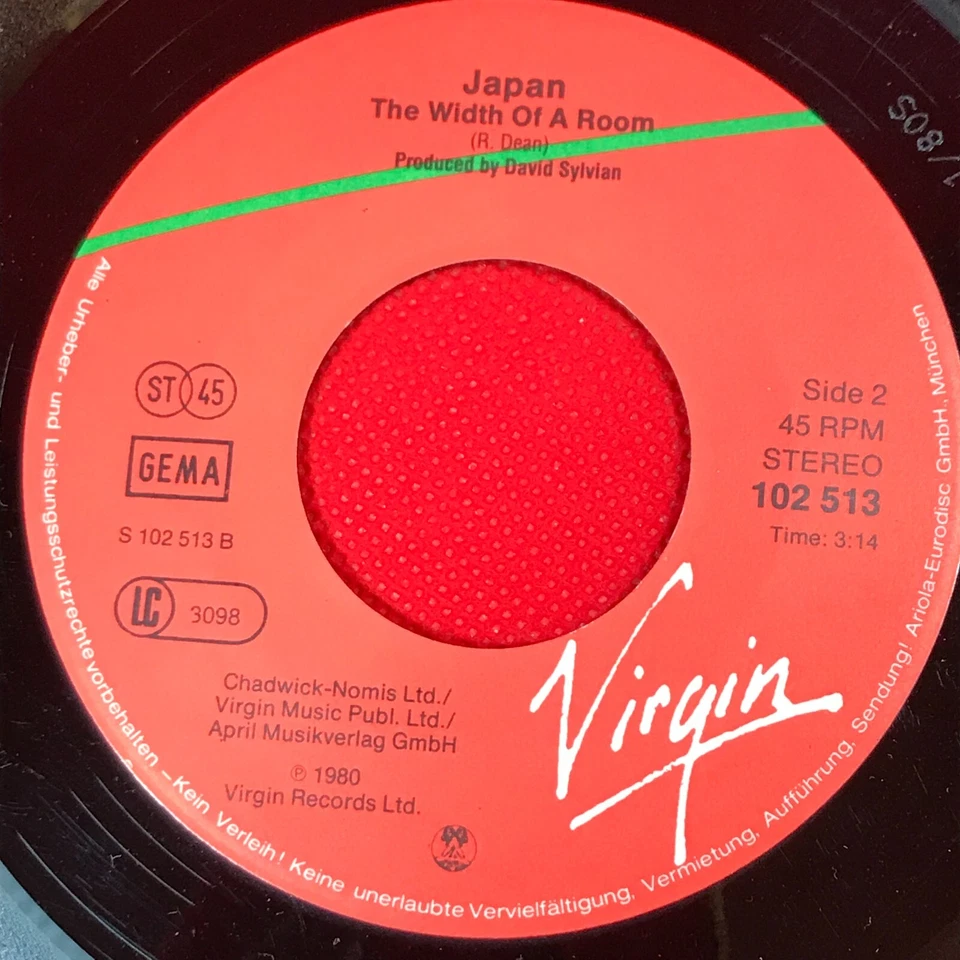 Japan
The Width Of A Room
(R. Dean)
Produced by David Sylvian
ST 45
GEMA
S 102 513 B
LC 3098
Side 2
45 RPM
STEREO
102 513
Time: 3:14
Chadwick-Nomis Ltd./
Virgin Music Publ. Ltd./
April Musikverlag GmbH
℗ 1980
Virgin Records Ltd.
Virgin
Alle Urheber- und Leistungsschutzrechte vorbehalten – Kein Verleih! Keine unerlaubte Vervielfältigung, Vermietung, Aufführung, Sendung! Ariola-Eurodisc GmbH., München